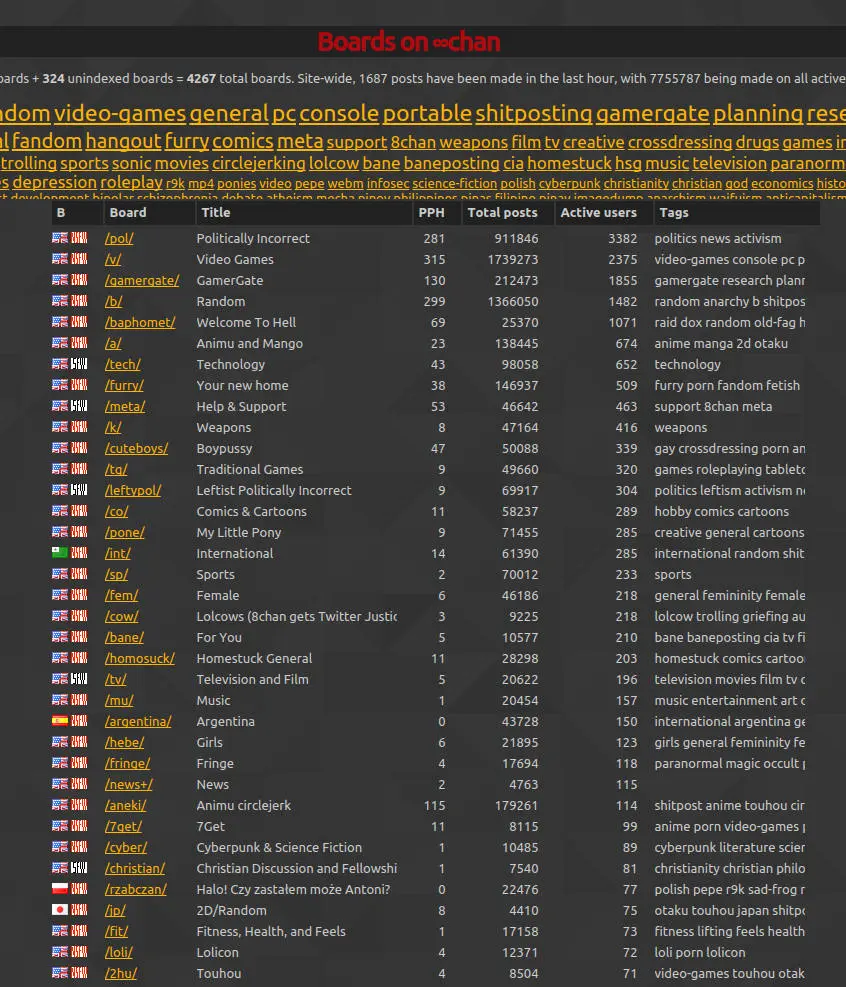 Boards on ∞chan
oards + 324 unindexed boards = 4267 total boards. Site-wide, 1687 posts have been made in the last hour, with 7755787 being made on all active
dom video-games general pc console portable shitposting gamergate planning rese
l fandom hangout furry comics meta support 8chan weapons film tv creative crossdressing drugs games in
trolling sports sonic movies circlejerking lolcow bane baneposting cia homestuck hsg music television paranorm
s depression roleplay r9k mp4 ponies video pepe webm infosec science-fiction polish cyberpunk christianity christian god economics histo
B Board Title PPH Total posts Active users Tags
/pol/ Politically Incorrect 281 911846 3382 politics news activism
/v/ Video Games 315 1739273 2375 video-games console pc p
/gamergate/ GamerGate 130 212473 1855 gamergate research plann
/b/ Random 299 1366050 1482 random anarchy b shitpos
/baphomet/ Welcome To Hell 69 25370 1071 raid dox random old-fag h
/a/ Animu and Mango 23 138445 674 anime manga 2d otaku
/tech/ Technology 43 98058 652 technology
/furry/ Your new home 38 146937 509 furry porn fandom fetish
/meta/ Help & Support 53 46642 463 support 8chan meta
/k/ Weapons 8 47164 416 weapons
/cuteboys/ Boypussy 47 50088 339 gay crossdressing porn an
/tg/ Traditional Games 9 49660 320 games roleplaying tabletc
/leftypol/ Leftist Politically Incorrect 9 69917 304 politics leftism activism n
/co/ Comics & Cartoons 11 58237 289 hobby comics cartoons
/pone/ My Little Pony 9 71455 285 creative general cartoons
/int/ International 14 61390 285 international random shit
/sp/ Sports 2 70012 233 sports
/fem/ Female 6 46186 218 general femininity female
/cow/ Lolcows (8chan gets Twitter Justic 3 9225 218 lolcow trolling griefing au
/bane/ For You 5 10577 210 bane baneposting cia tv fi
/homosuck/ Homestuck General 11 28298 203 homestuck comics cartoo
/tv/ Television and Film 5 20622 196 television movies film tv c
/mu/ Music 1 20454 157 music entertainment art c
/argentina/ Argentina 0 43728 150 international argentina ge
/hebe/ Girls 6 21895 123 girls general femininity fe
/fringe/ Fringe 4 17694 118 paranormal magic occult p
/news+/ News 2 4763 115
/aneki/ Animu circlejerk 115 179261 114 shitpost anime touhou cir
/7get/ 7Get 11 8115 99 anime porn video-games p
/cyber/ Cyberpunk & Science Fiction 1 10485 89 cyberpunk literature scier
/christian/ Christian Discussion and Fellowshi 1 7540 81 christianity christian philo
/rzabczan/ Halo! Czy zastałem może Antoni? 0 22476 77 polish pepe r9k sad-frog r
/jp/ 2D/Random 8 4410 75 otaku touhou japan shitpo
/fit/ Fitness, Health, and Feels 1 17158 73 fitness lifting feels health
/loli/ Lolicon 4 12371 72 loli porn lolicon
/2hu/ Touhou 4 8504 71 video-games touhou otak